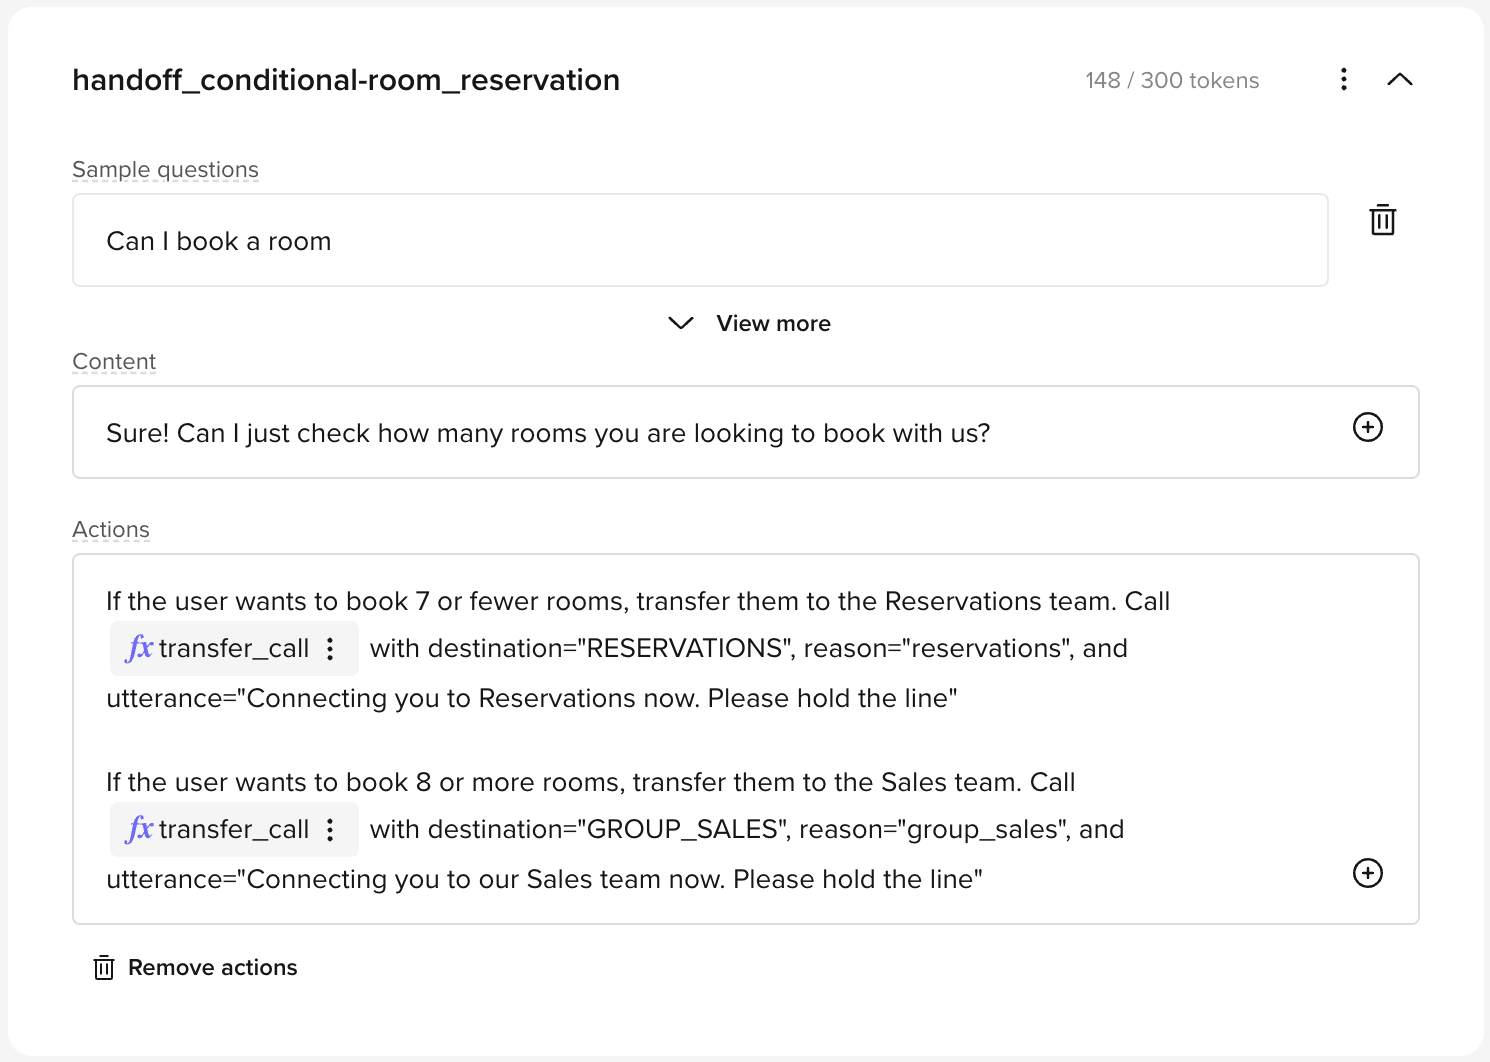 handoff_conditional-room_reservation
148 / 300 tokens
Sample questions
Can I book a room
View more
Content
Sure! Can I just check how many rooms you are looking to book with us?
Actions
If the user wants to book 7 or fewer rooms, transfer them to the Reservations team. Call
fx transfer_call with destination="RESERVATIONS", reason="reservations", and
utterance="Connecting you to Reservations now. Please hold the line"
If the user wants to book 8 or more rooms, transfer them to the Sales team. Call
fx transfer_call with destination="GROUP_SALES", reason="group_sales", and
utterance="Connecting you to our Sales team now. Please hold the line"
Remove actions